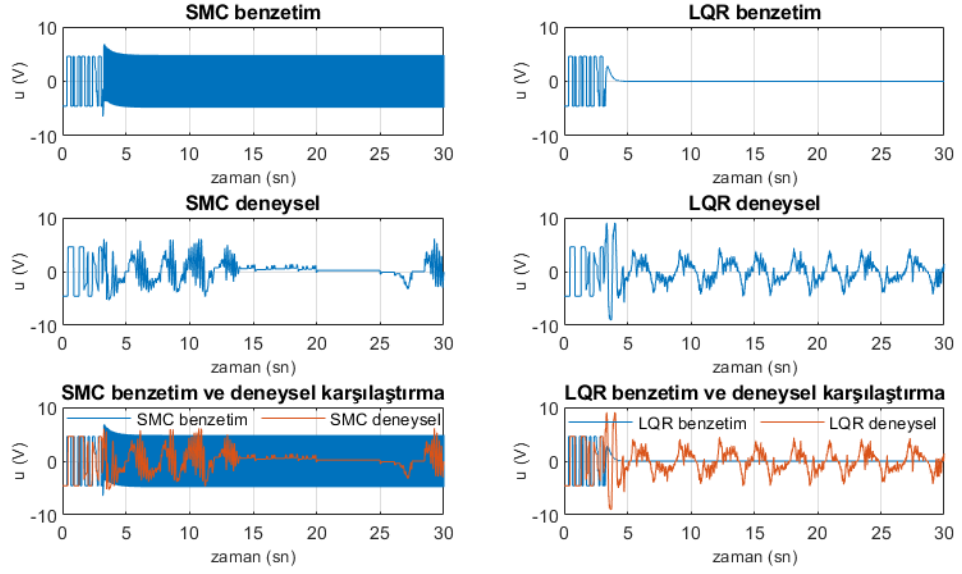 SMC benzetim
10
0
-10
u (V)
0 5 10 15 20 25 30
zaman (sn)
LQR benzetim
10
0
-10
u (V)
0 5 10 15 20 25 30
zaman (sn)
SMC deneysel
10
0
-10
u (V)
0 5 10 15 20 25 30
zaman (sn)
LQR deneysel
10
0
-10
u (V)
0 5 10 15 20 25 30
zaman (sn)
SMC benzetim ve deneysel karşılaştırma
SMC benzetim SMC deneysel
10
0
-10
u (V)
0 5 10 15 20 25 30
zaman (sn)
LQR benzetim ve deneysel karşılaştırma
LQR benzetim LQR deneysel
10
0
-10
u (V)
0 5 10 15 20 25 30
zaman (sn)